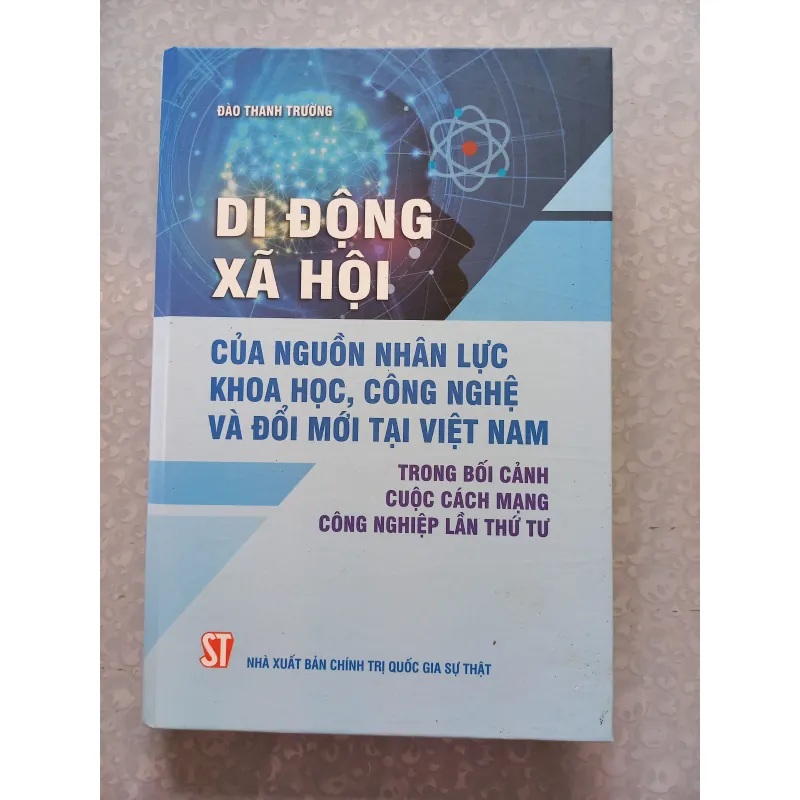 ĐÀO THANH TRƯỜNG
DI ĐỘNG
XÃ HỘI
CỦA NGUỒN NHÂN LỰC
KHOA HỌC, CÔNG NGHỆ
VÀ ĐỔI MỚI TẠI VIỆT NAM
TRONG BỐI CẢNH
CUỘC CÁCH MẠNG
CÔNG NGHIỆP LẦN THỨ TƯ
ST
NHÀ XUẤT BẢN CHÍNH TRỊ QUỐC GIA SỰ THẬT